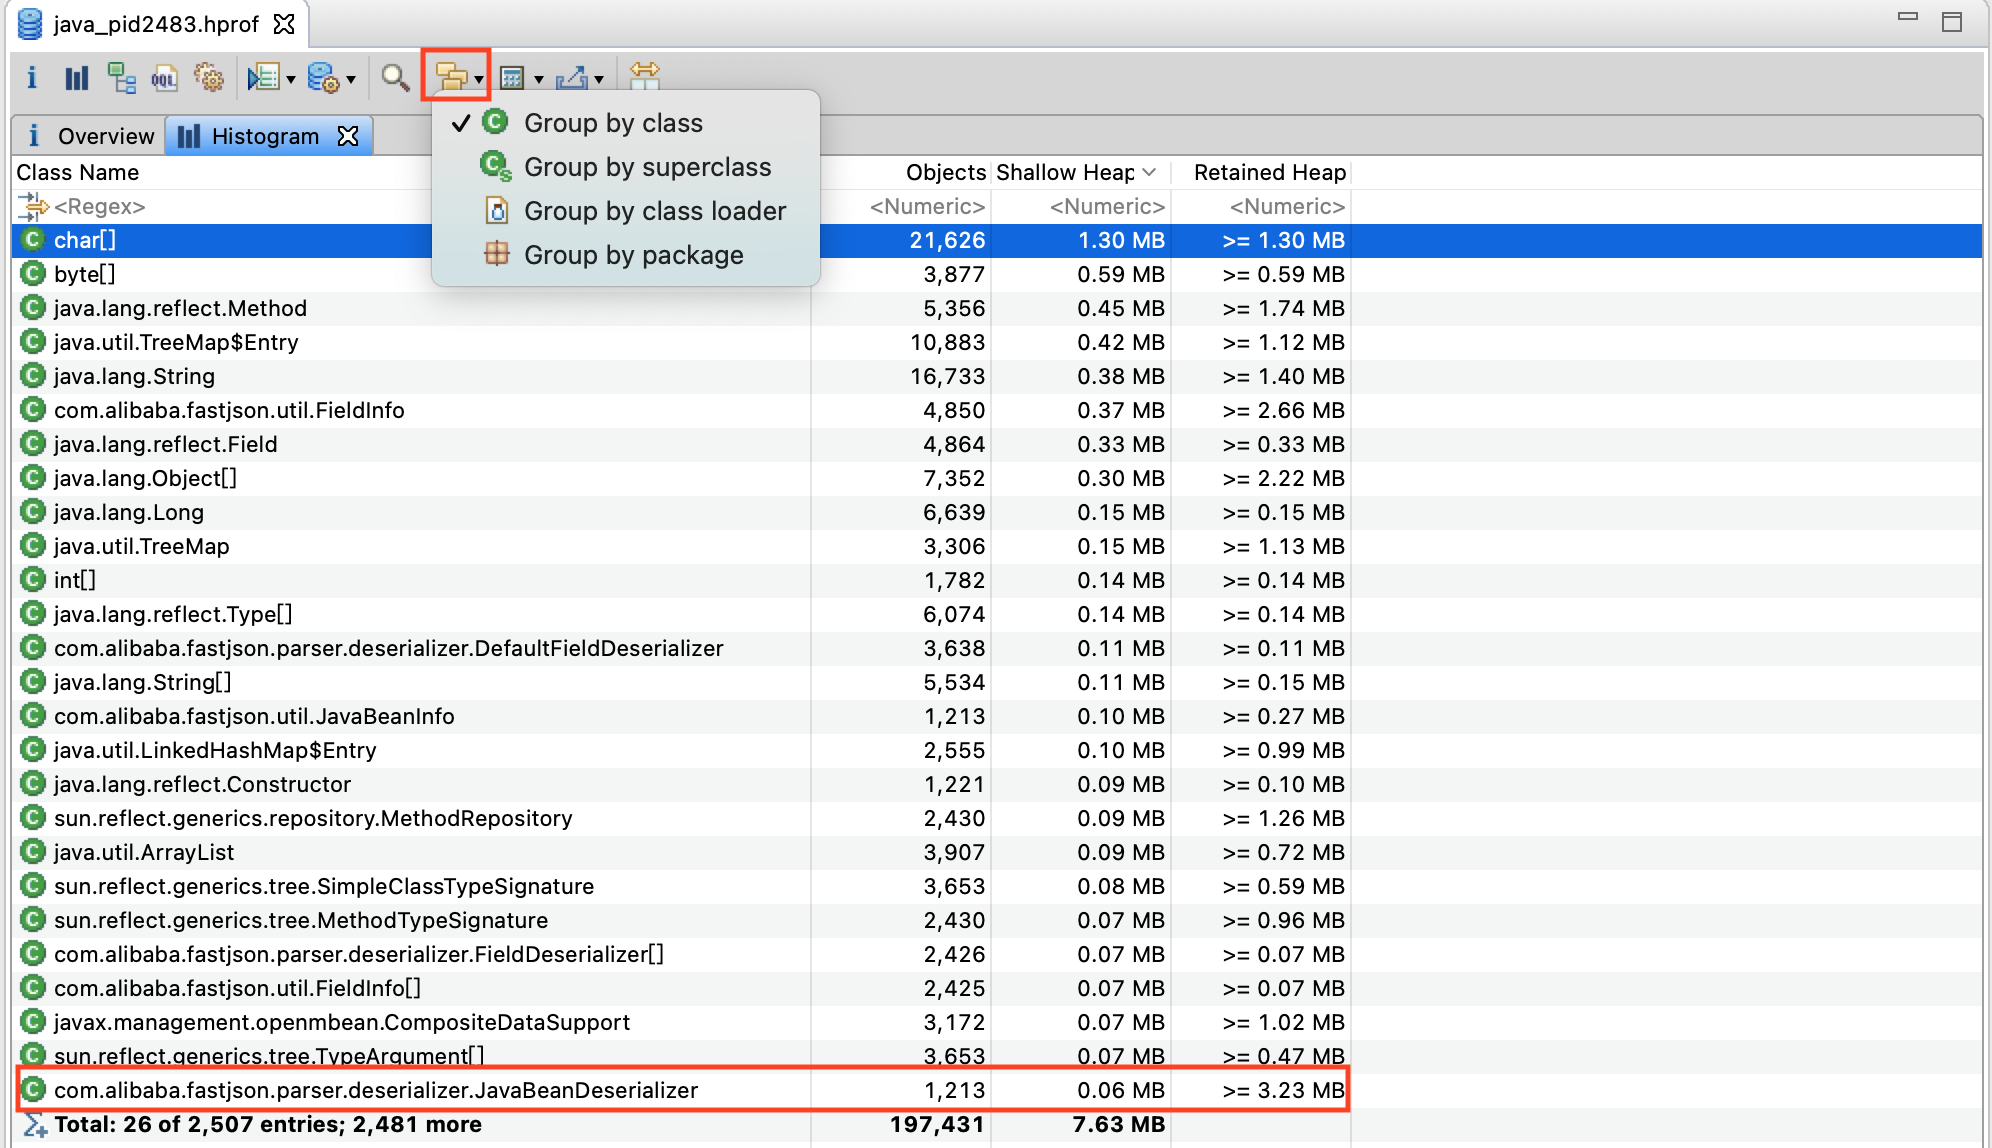 java_pid2483.hprof
i OQL
i Overview Histogram
Group by class
Group by superclass
Group by class loader
Group by package
Class Name Objects Shallow Heap Retained Heap
<Regex> <Numeric> <Numeric> <Numeric>
char[] 21,626 1.30 MB >= 1.30 MB
byte[] 3,877 0.59 MB >= 0.59 MB
java.lang.reflect.Method 5,356 0.45 MB >= 1.74 MB
java.util.TreeMap$Entry 10,883 0.42 MB >= 1.12 MB
java.lang.String 16,733 0.38 MB >= 1.40 MB
com.alibaba.fastjson.util.FieldInfo 4,850 0.37 MB >= 2.66 MB
java.lang.reflect.Field 4,864 0.33 MB >= 0.33 MB
java.lang.Object[] 7,352 0.30 MB >= 2.22 MB
java.lang.Long 6,639 0.15 MB >= 0.15 MB
java.util.TreeMap 3,306 0.15 MB >= 1.13 MB
int[] 1,782 0.14 MB >= 0.14 MB
java.lang.reflect.Type[] 6,074 0.14 MB >= 0.14 MB
com.alibaba.fastjson.parser.deserializer.DefaultFieldDeserializer 3,638 0.11 MB >= 0.11 MB
java.lang.String[] 5,534 0.11 MB >= 0.15 MB
com.alibaba.fastjson.util.JavaBeanInfo 1,213 0.10 MB >= 0.27 MB
java.util.LinkedHashMap$Entry 2,555 0.10 MB >= 0.99 MB
java.lang.reflect.Constructor 1,221 0.09 MB >= 0.10 MB
sun.reflect.generics.repository.MethodRepository 2,430 0.09 MB >= 1.26 MB
java.util.ArrayList 3,907 0.09 MB >= 0.72 MB
sun.reflect.generics.tree.SimpleClassTypeSignature 3,653 0.08 MB >= 0.59 MB
sun.reflect.generics.tree.MethodTypeSignature 2,430 0.07 MB >= 0.96 MB
com.alibaba.fastjson.parser.deserializer.FieldDeserializer[] 2,426 0.07 MB >= 0.07 MB
com.alibaba.fastjson.util.FieldInfo[] 2,425 0.07 MB >= 0.07 MB
javax.management.openmbean.CompositeDataSupport 3,172 0.07 MB >= 1.02 MB
sun.reflect.generics.tree.TypeArgument[] 3,653 0.07 MB >= 0.47 MB
com.alibaba.fastjson.parser.deserializer.JavaBeanDeserializer 1,213 0.06 MB >= 3.23 MB
Total: 26 of 2,507 entries; 2,481 more 197,431 7.63 MB